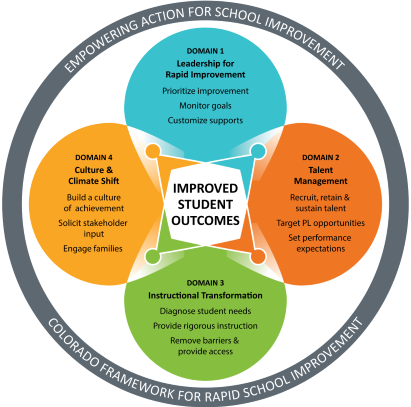 EMPOWERING ACTION FOR SCHOOL IMPROVEMENT
DOMAIN 1
Leadership for
Rapid Improvement
Prioritize improvement
Monitor goals
Customize supports
DOMAIN 4
Culture &
Climate Shift
Build a culture
of achievement
Solicit stakeholder
input
Engage families
IMPROVED
STUDENT
OUTCOMES
DOMAIN 2
Talent
Management
Recruit, retain &
sustain talent
Target PL opportunities
Set performance
expectations
DOMAIN 3
Instructional Transformation
Diagnose student needs
Provide rigorous instruction
Remove barriers &
provide access
COLORADO FRAMEWORK FOR RAPID SCHOOL IMPROVEMENT